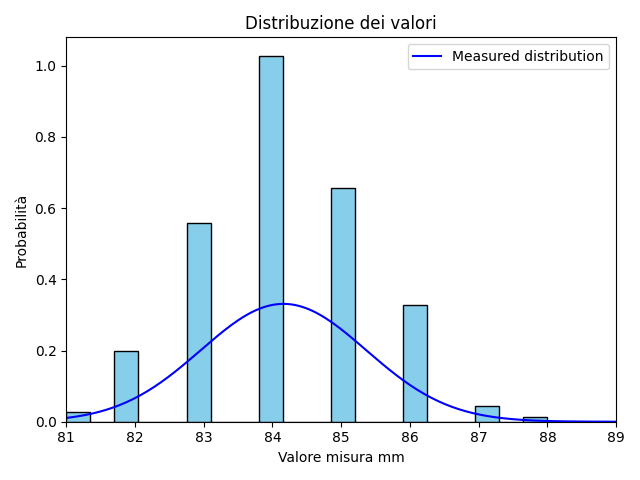 Distribuzione dei valori
Measured distribution
1.0
0.8
0.6
0.4
0.2
0.0
Probabilità
81 82 83 84 85 86 87 88 89
Valore misura mm